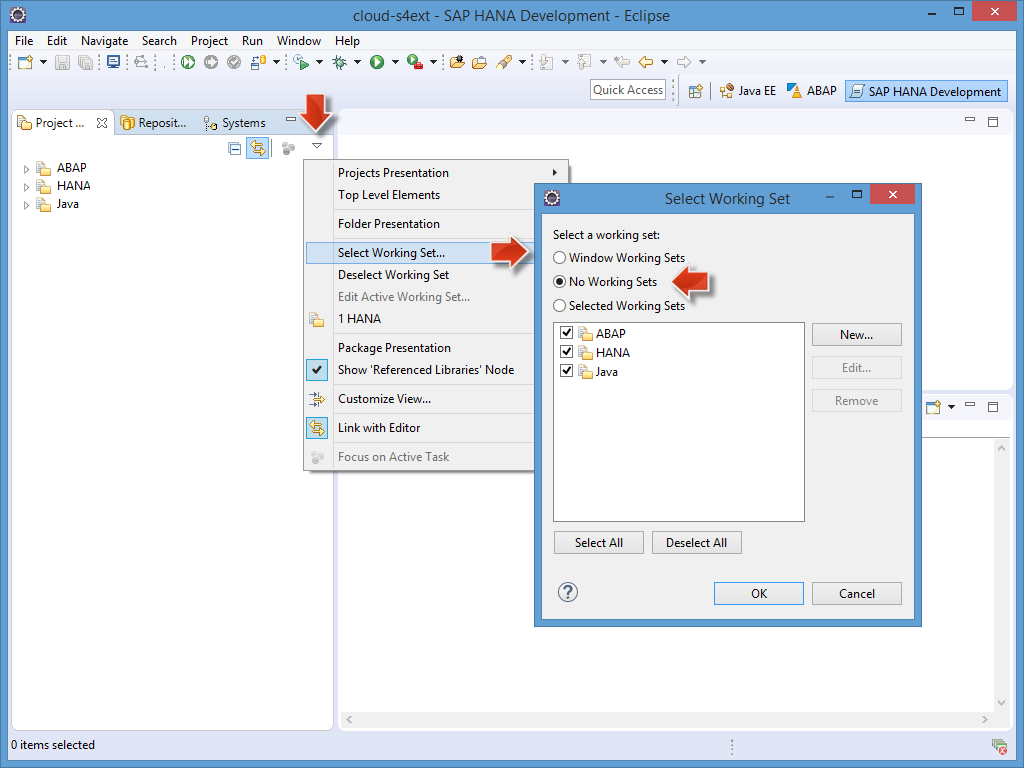 cloud-s4ext - SAP HANA Development - Eclipse
File Edit Navigate Search Project Run Window Help
Quick Access
Java EE
ABAP
SAP HANA Development
Project ...
Reposit...
Systems
ABAP
HANA
Java
Projects Presentation
Top Level Elements
Folder Presentation
Select Working Set...
Deselect Working Set
Edit Active Working Set...
1 HANA
Package Presentation
Show 'Referenced Libraries' Node
Customize View...
Link with Editor
Focus on Active Task
Select Working Set
Select a working set:
Window Working Sets
No Working Sets
Selected Working Sets
ABAP
HANA
Java
New...
Edit...
Remove
Select All
Deselect All
?
OK
Cancel
0 items selected